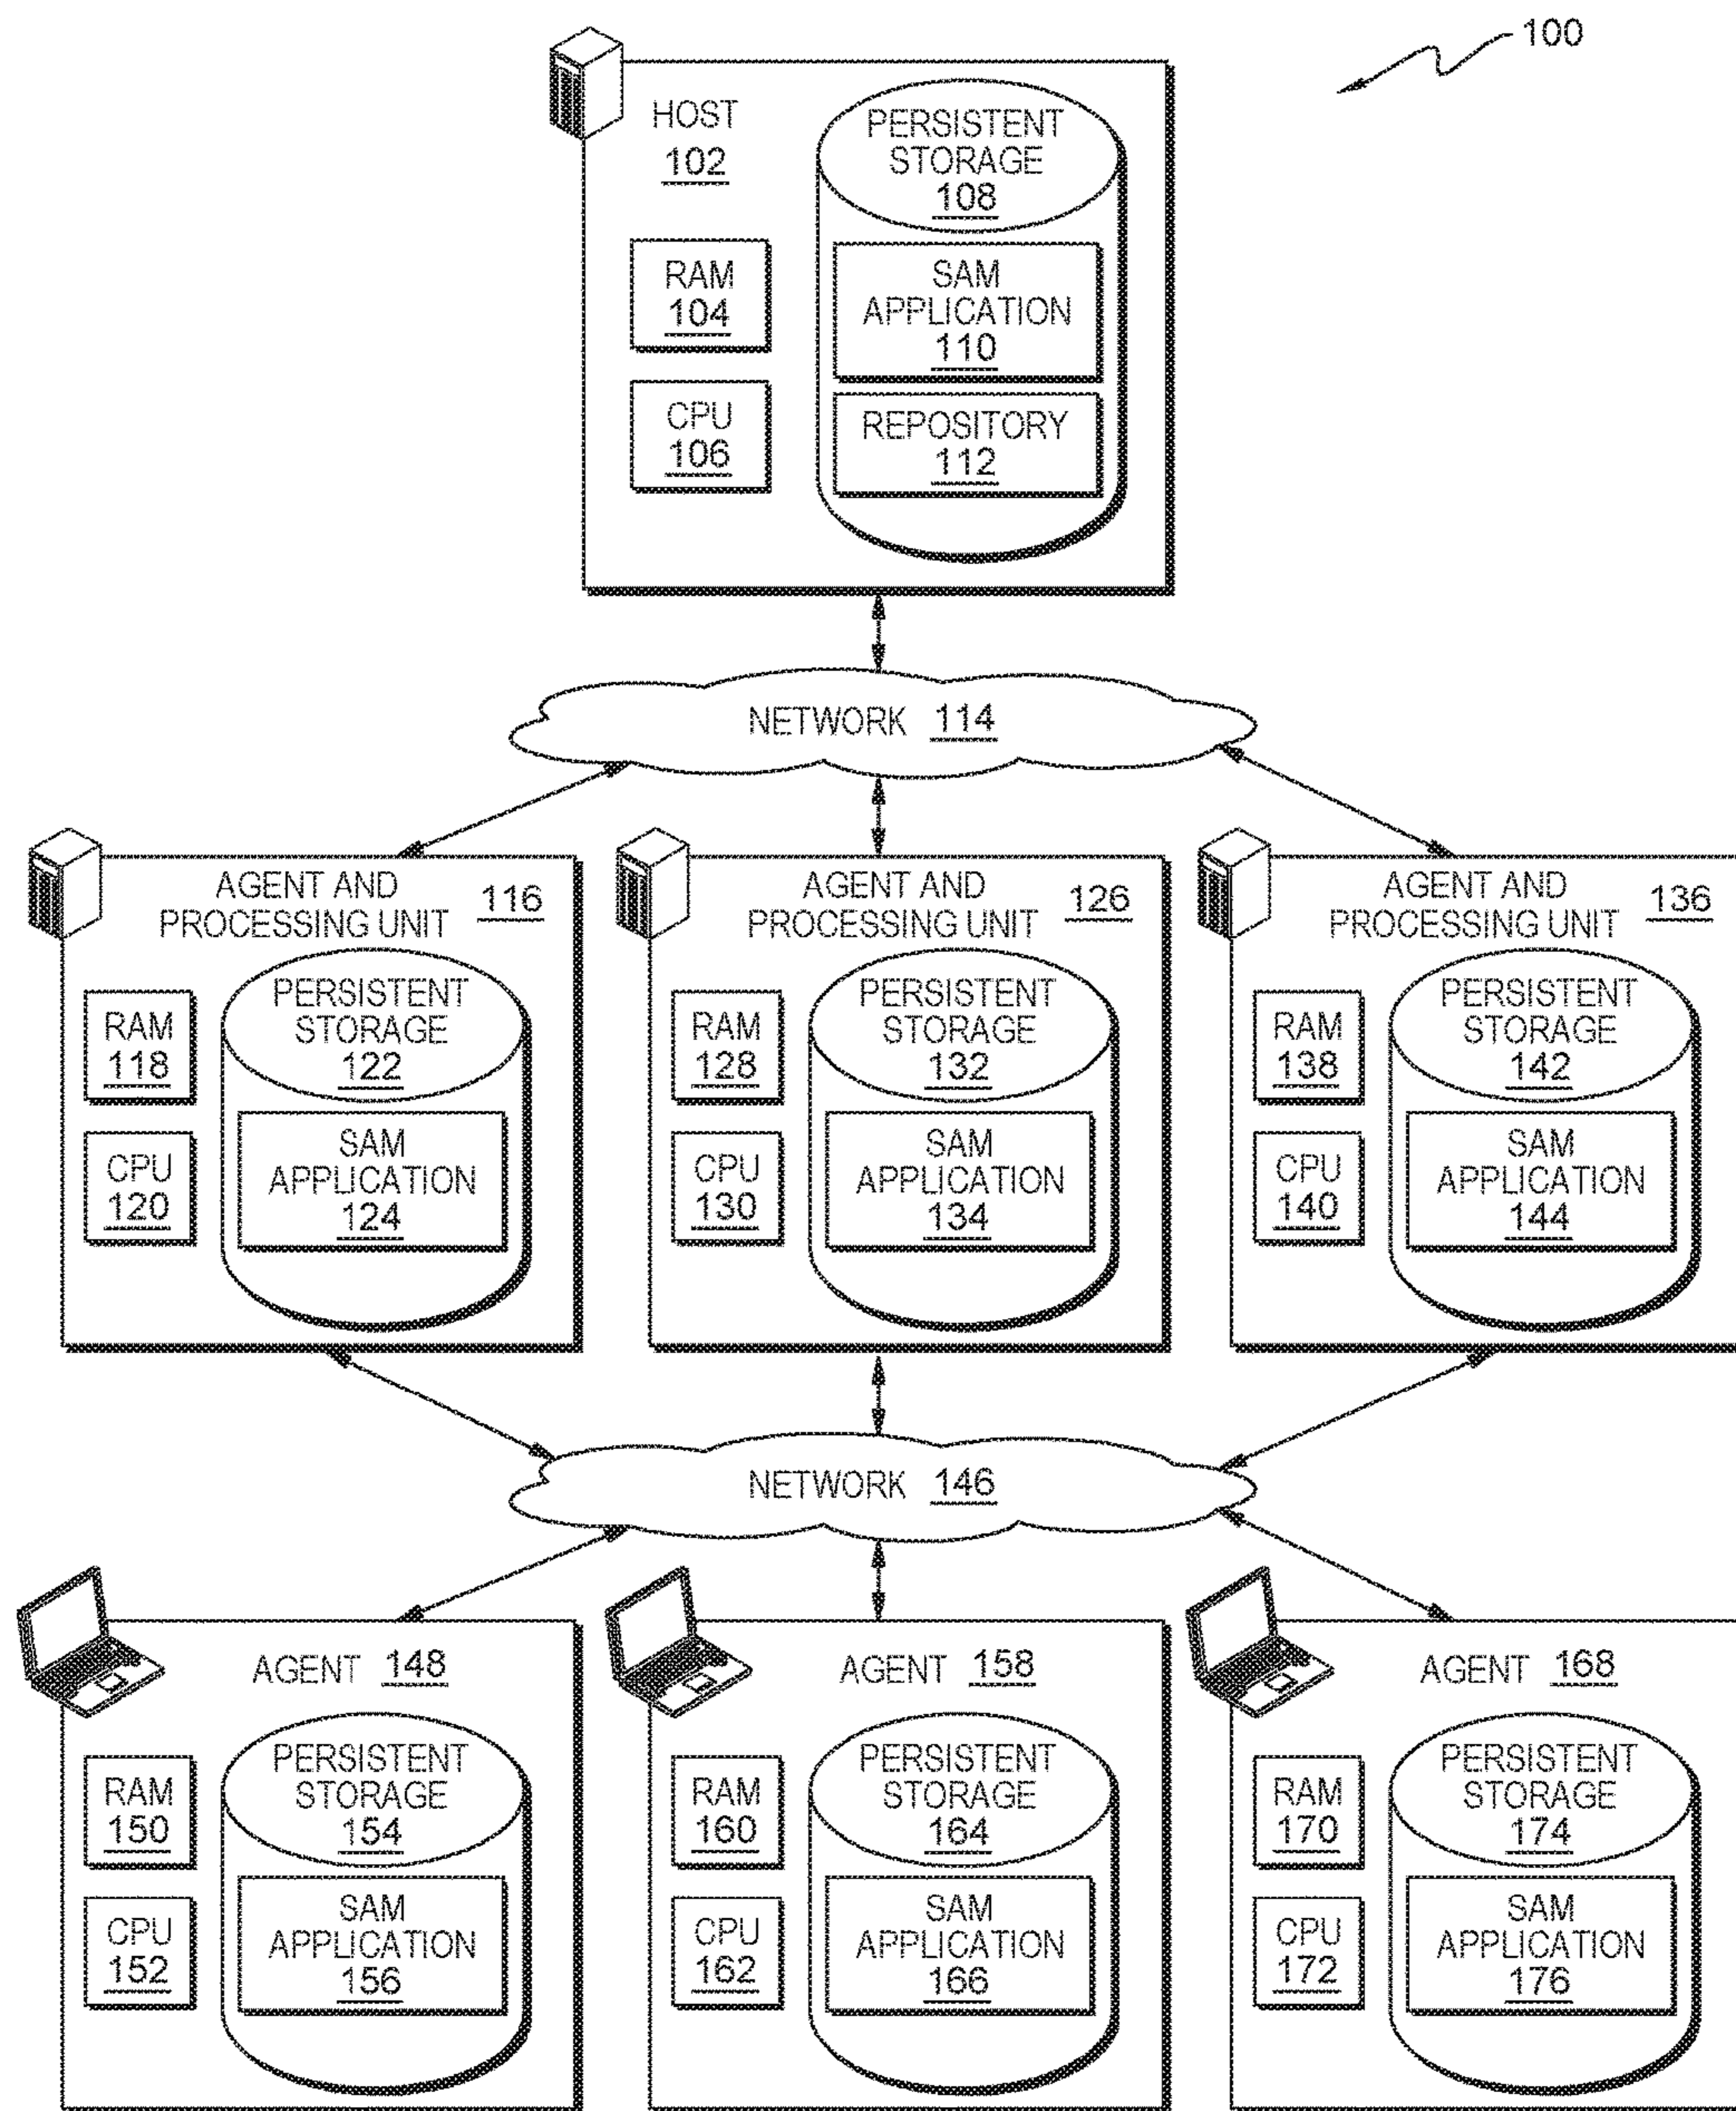 100
HOST
102
PERSISTENT
STORAGE
108
RAM
104
SAM
APPLICATION
110
CPU
106
REPOSITORY
112
NETWORK 114
AGENT AND
PROCESSING UNIT 116
RAM
118
PERSISTENT
STORAGE
122
CPU
120
SAM
APPLICATION
124
AGENT AND
PROCESSING UNIT 126
RAM
128
PERSISTENT
STORAGE
132
CPU
130
SAM
APPLICATION
134
AGENT AND
PROCESSING UNIT 136
RAM
138
PERSISTENT
STORAGE
142
CPU
140
SAM
APPLICATION
144
NETWORK 146
AGENT 148
RAM
150
PERSISTENT
STORAGE
154
CPU
152
SAM
APPLICATION
156
AGENT 158
RAM
160
PERSISTENT
STORAGE
164
CPU
162
SAM
APPLICATION
166
AGENT 168
RAM
170
PERSISTENT
STORAGE
174
CPU
172
SAM
APPLICATION
176